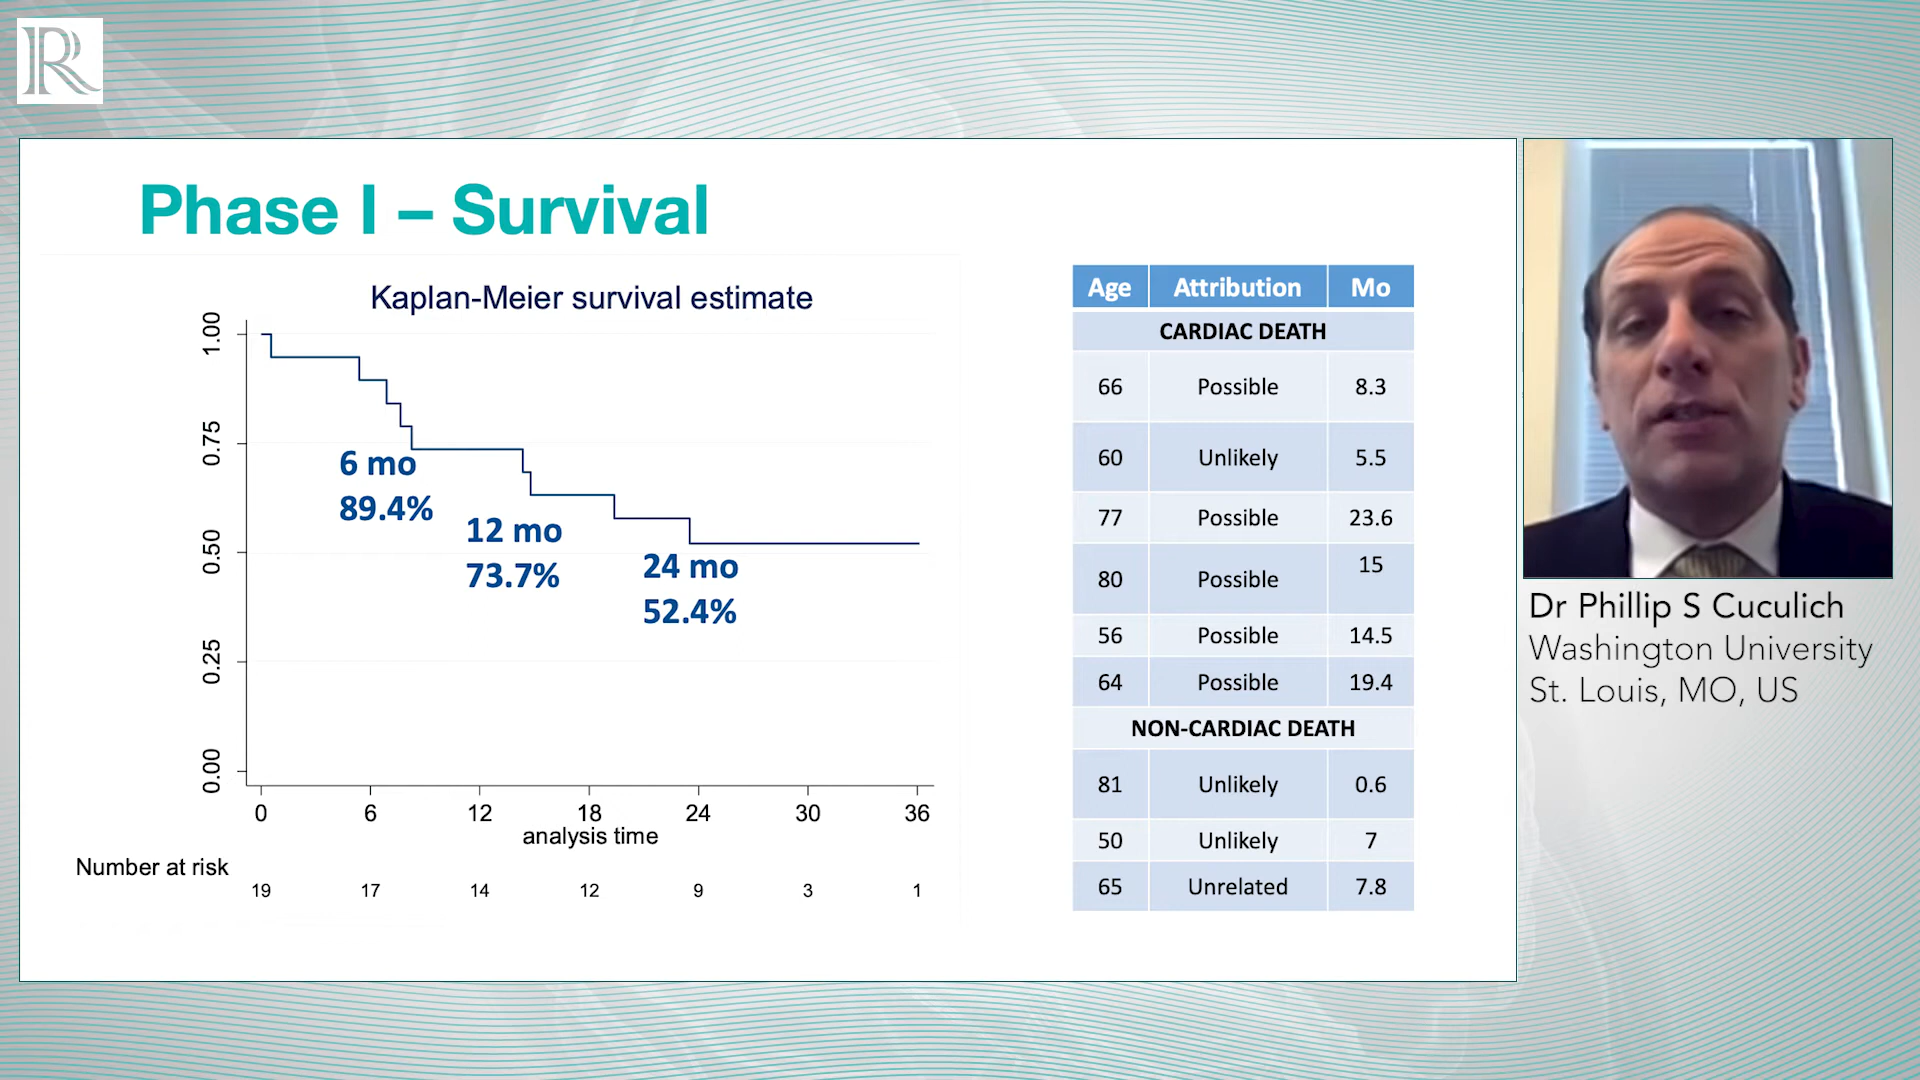 R
Phase I – Survival
Kaplan-Meier survival estimate
1.00
0.75
0.50
0.25
0.00
6 mo
89.4%
12 mo
73.7%
24 mo
52.4%
0 6 12 18 24 30 36
analysis time
Number at risk
19 17 14 12 9 3 1
Age Attribution Mo
CARDIAC DEATH
66 Possible 8.3
60 Unlikely 5.5
77 Possible 23.6
80 Possible 15
56 Possible 14.5
64 Possible 19.4
NON-CARDIAC DEATH
81 Unlikely 0.6
50 Unlikely 7
65 Unrelated 7.8
Dr Phillip S Cuculich
Washington University
St. Louis, MO, US